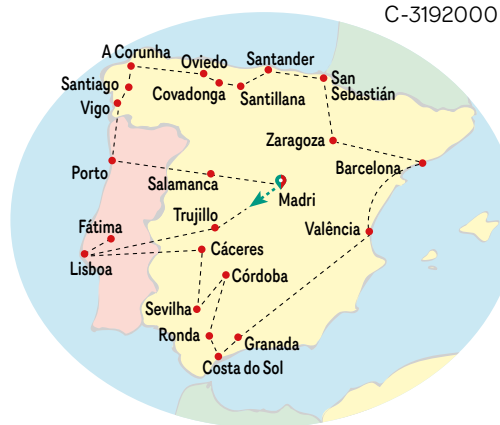 C-3192000
A Corunha
Oviedo
Santander
Santiago
Covadonga
Santillana
San
Sebastián
Vigo
Zaragoza
Barcelona
Porto
Salamanca
Madri
Trujillo
Valência
Fátima
Lisboa
Cáceres
Córdoba
Sevilha
Ronda
Granada
Costa do Sol